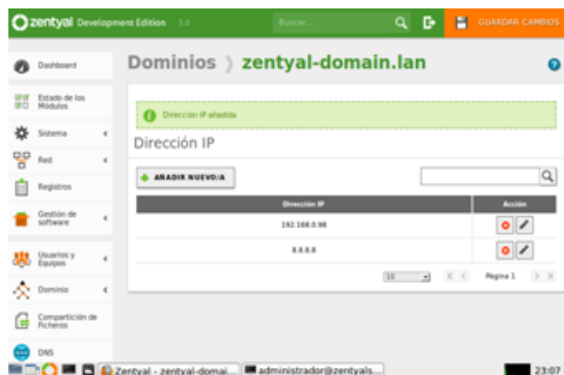 zentyal Development Edition 5.0
Buscar...
GUARDAR CAMBIOS
Dashboard
Estado de los Módulos
Sistema
Red
Registros
Gestión de software
Usuarios y Equipos
Dominio
Compartición de ficheros
DNS
Dominios
zentyal-domain.lan
Dirección IP añadida
Dirección IP
AÑADIR NUEVO/A
Dirección IP Acción
192.168.0.98
8.8.8.8
10
Página 1
Zentyal - zentyal-domai...
administrador@zentyals...
23:07